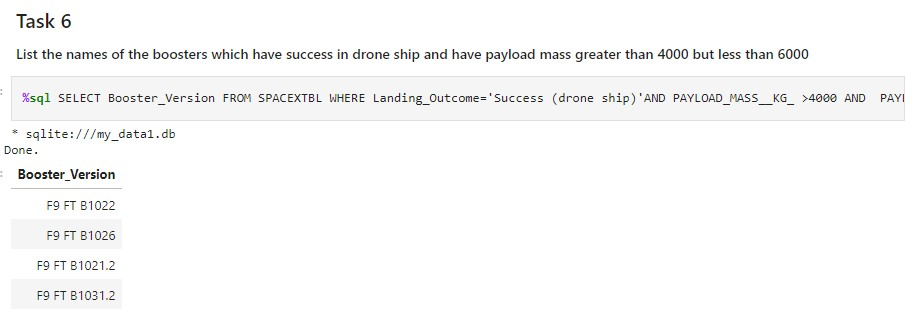 Task 6
List the names of the boosters which have success in drone ship and have payload mass greater than 4000 but less than 6000
%sql SELECT Booster_Version FROM SPACEXTBL WHERE Landing_Outcome='Success (drone ship)'AND PAYLOAD_MASS__KG_ >4000 AND  PAYL
* sqlite:///my_data1.db
Done.
Booster_Version
F9 FT B1022
F9 FT B1026
F9 FT B1021.2
F9 FT B1031.2